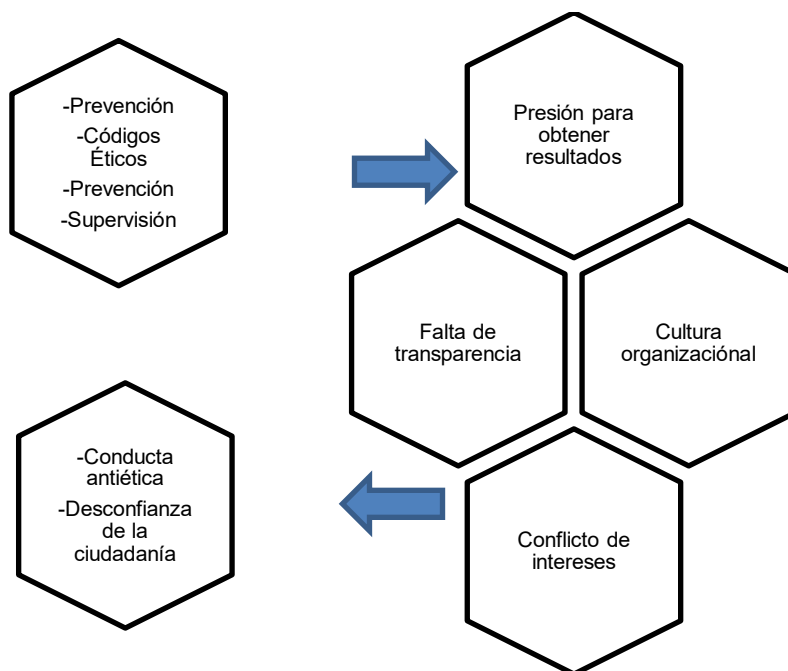 -Prevención
-Códigos
Éticos
-Prevención
-Supervisión
Presión para
obtener
resultados
Falta de
transparencia
Cultura
organizaciónal
Conflicto de
intereses
-Conducta
antiética
-Desconfianza
de la
ciudadanía